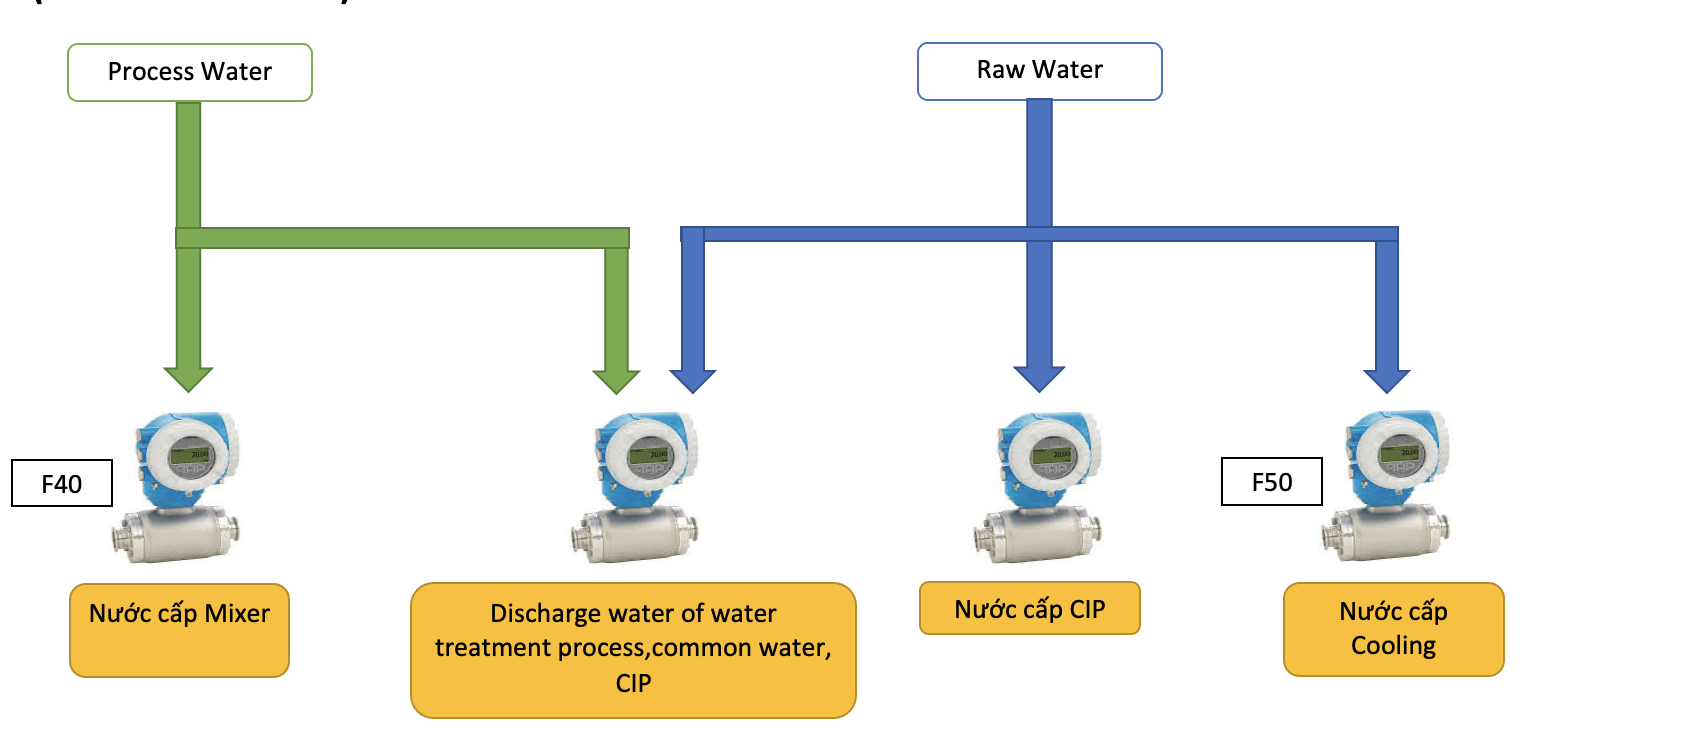 Process Water
Raw Water
F40
F50
Nước cấp Mixer
Discharge water of water
treatment process,common water,
CIP
Nước cấp CIP
Nước cấp
Cooling